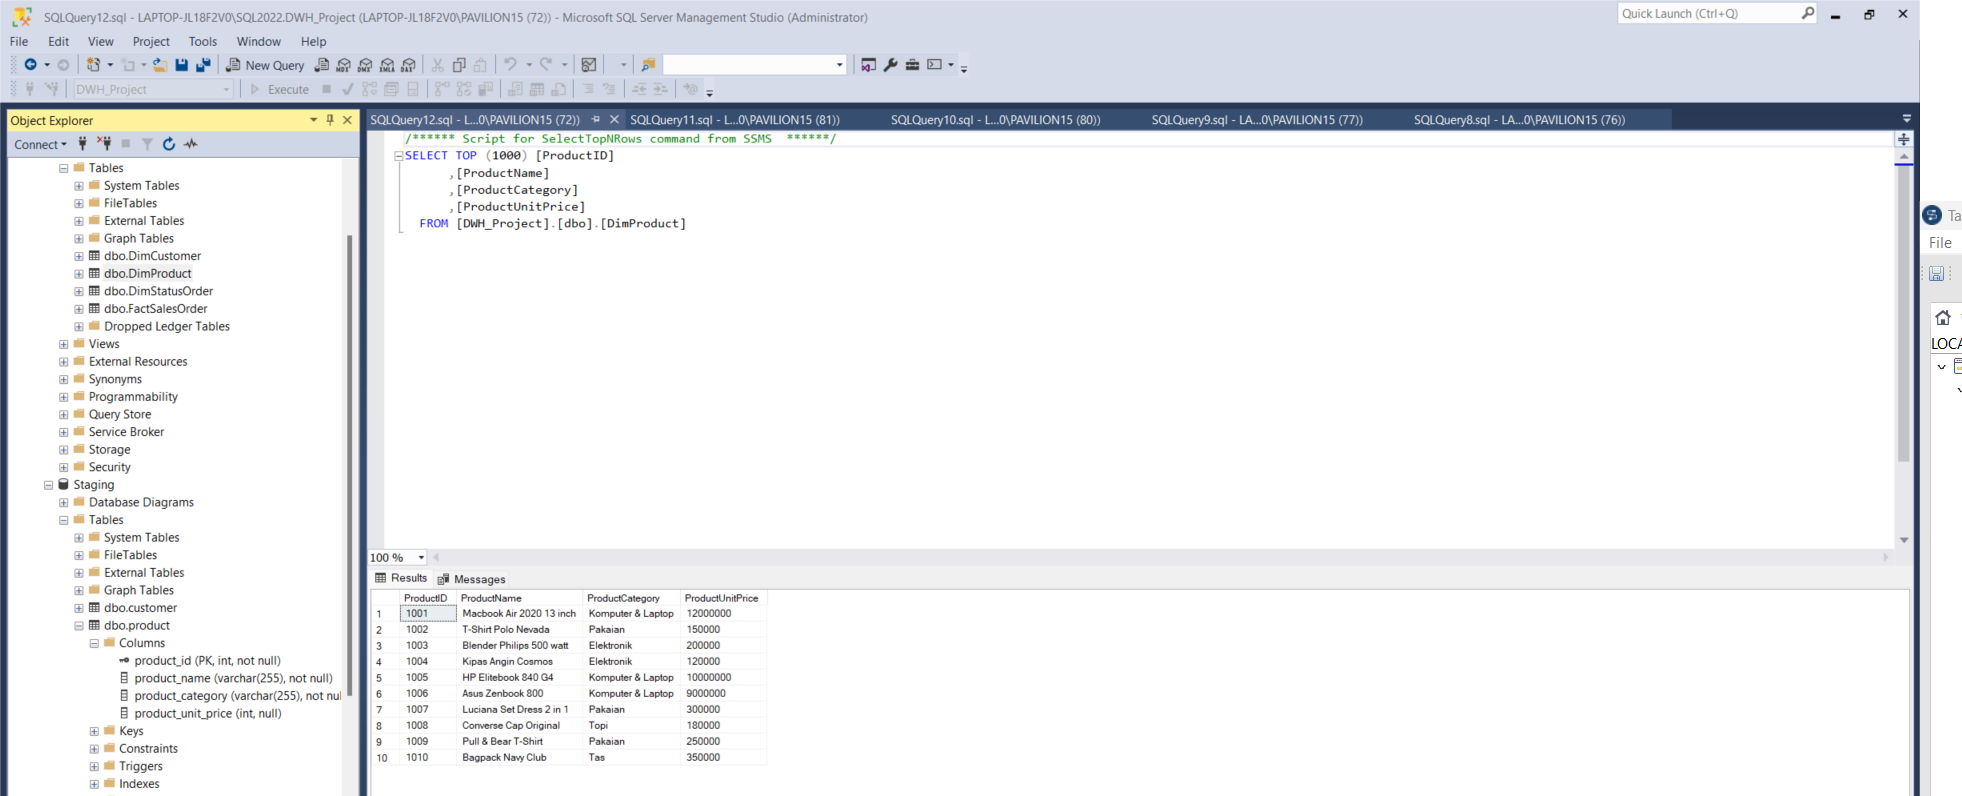 SQLQuery12.sql - LAPTOP-JL18F2V0\SQL2022.DWH_Project (LAPTOP-JL18F2V0\PAVILION15 (72)) - Microsoft SQL Server Management Studio (Administrator)
Quick Launch (Ctrl+Q)
File Edit View Project Tools Window Help
New Query MDX DMX XMLA DAX
DWH_Project Execute
Object Explorer
SQLQuery12.sql - L...0\PAVILION15 (72)) SQLQuery11.sql - L...0\PAVILION15 (81)) SQLQuery10.sql - L...0\PAVILION15 (80)) SQLQuery9.sql - LA...0\PAVILION15 (77)) SQLQuery8.sql - LA...0\PAVILION15 (76))
Connect
Tables
System Tables
FileTables
External Tables
Graph Tables
dbo.DimCustomer
dbo.DimProduct
dbo.DimStatusOrder
dbo.FactSalesOrder
Dropped Ledger Tables
Views
External Resources
Synonyms
Programmability
Query Store
Service Broker
Storage
Security
Staging
Database Diagrams
Tables
System Tables
FileTables
External Tables
Graph Tables
dbo.customer
dbo.product
Columns
product_id (PK, int, not null)
product_name (varchar(255), not null)
product_category (varchar(255), not nu
product_unit_price (int, null)
Keys
Constraints
Triggers
Indexes
/****** Script for SelectTopNRows command from SSMS ******/
SELECT TOP (1000) [ProductID]
,[ProductName]
,[ProductCategory]
,[ProductUnitPrice]
FROM [DWH_Project].[dbo].[DimProduct]
100 %
Results Messages
ProductID ProductName ProductCategory ProductUnitPrice
1 1001 Macbook Air 2020 13 inch Komputer & Laptop 12000000
2 1002 T-Shirt Polo Nevada Pakaian 150000
3 1003 Blender Philips 500 watt Elektronik 200000
4 1004 Kipas Angin Cosmos Elektronik 120000
5 1005 HP Elitebook 840 G4 Komputer & Laptop 10000000
6 1006 Asus Zenbook 800 Komputer & Laptop 9000000
7 1007 Luciana Set Dress 2 in 1 Pakaian 300000
8 1008 Converse Cap Original Topi 180000
9 1009 Pull & Bear T-Shirt Pakaian 250000
10 1010 Bagpack Navy Club Tas 350000
Ta
File
LOCA